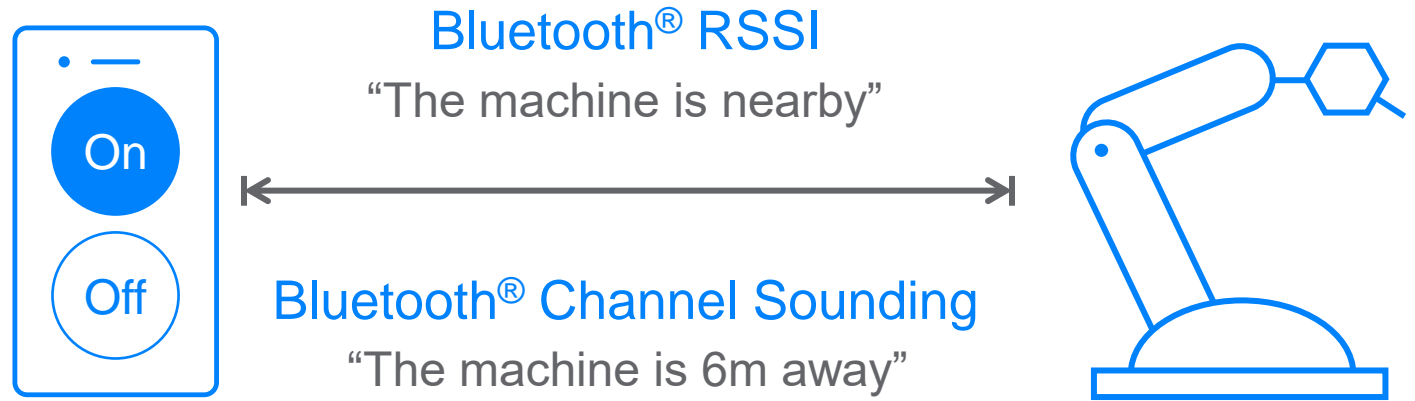 Bluetooth® RSSI
“The machine is nearby”
On
Off
Bluetooth® Channel Sounding
“The machine is 6m away”